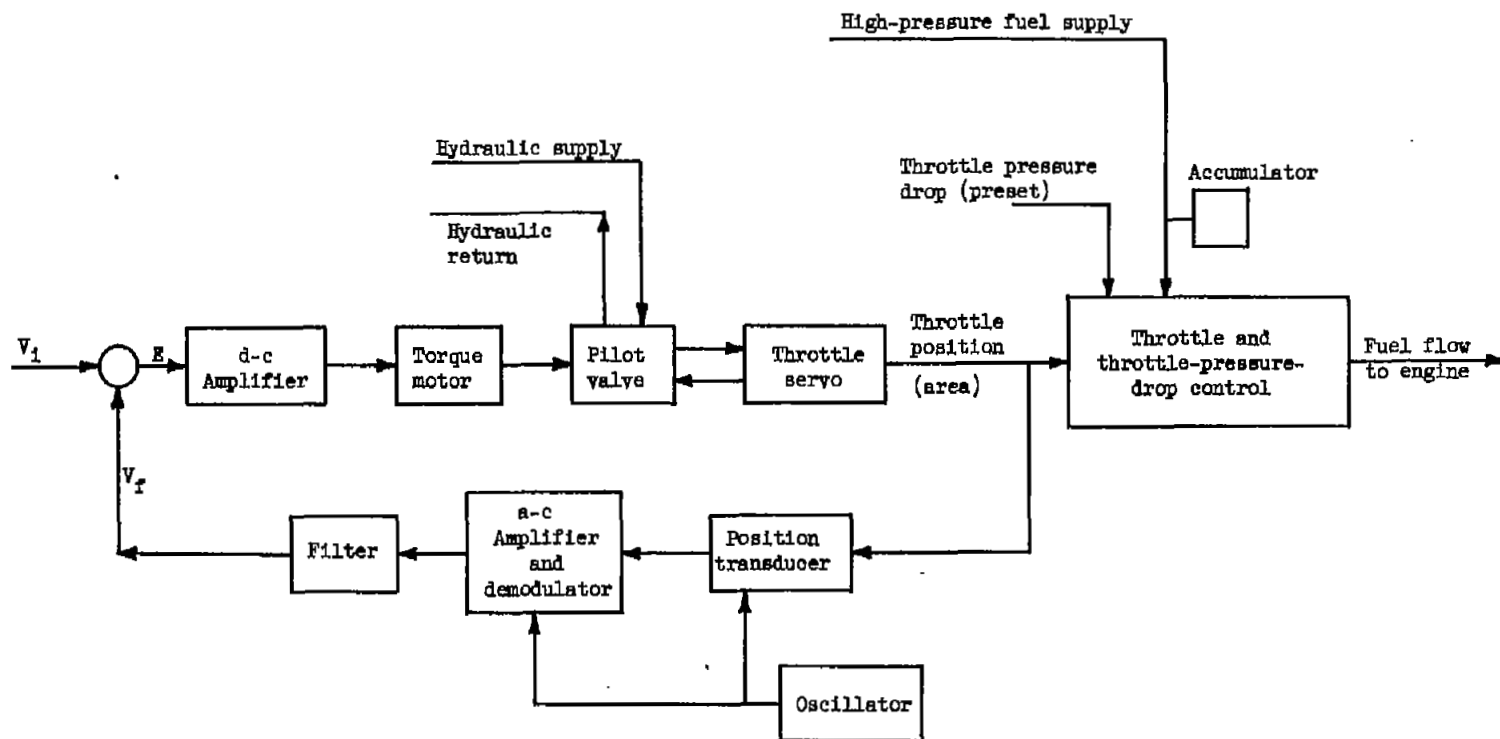 High-pressure fuel supply
Hydraulic supply
Throttle pressure
drop (preset)
Accumulator
Hydraulic
return
V_i
E
d-c
Amplifier
Torque
motor
Pilot
valve
Throttle
servo
Throttle
position
(area)
Throttle and
throttle-pressure-
drop control
Fuel flow
to engine
V_f
Filter
a-c
Amplifier
and
demodulator
Position
transducer
Oscillator